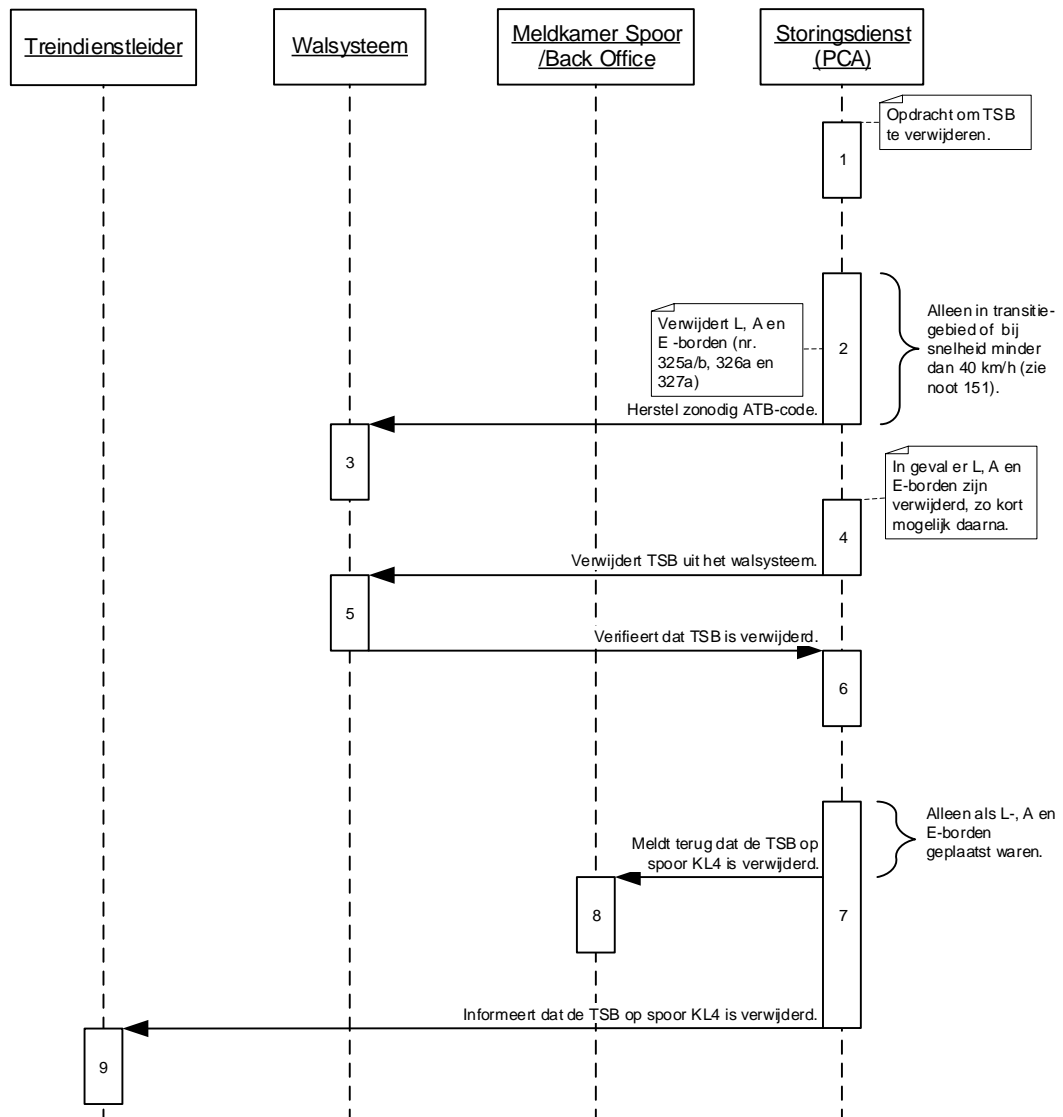 Treindienstleider
Walsysteem
Meldkamer Spoor
/Back Office
Storingsdienst
(PCA)
Opdracht om TSB
te verwijderen.
1
Verwijdert L, A en
E -borden (nr.
325a/b, 326a en
327a)
2
Alleen in transitie-
gebied of bij
snelheid minder
dan 40 km/h (zie
noot 151).
Herstel zonodig ATB-code.
3
In geval er L, A en
E-borden zijn
verwijderd, zo kort
mogelijk daarna.
4
Verwijdert TSB uit het walsysteem.
5
Verifieert dat TSB is verwijderd.
6
Alleen als L-, A en
E-borden
geplaatst waren.
Meldt terug dat de TSB op
spoor KL4 is verwijderd.
8
7
Informeert dat de TSB op spoor KL4 is verwijderd.
9